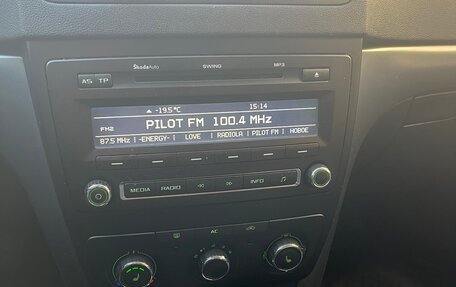 ŠkodaAuto SWING MP3
AS TP
-19.5°C 15:14
PILOT FM 100.4 MHz
FM2
87.5 MHz -ENERGY- LOVE RADIOLA PILOT FM НОВОЕ
MEDIA RADIO INFO
AC